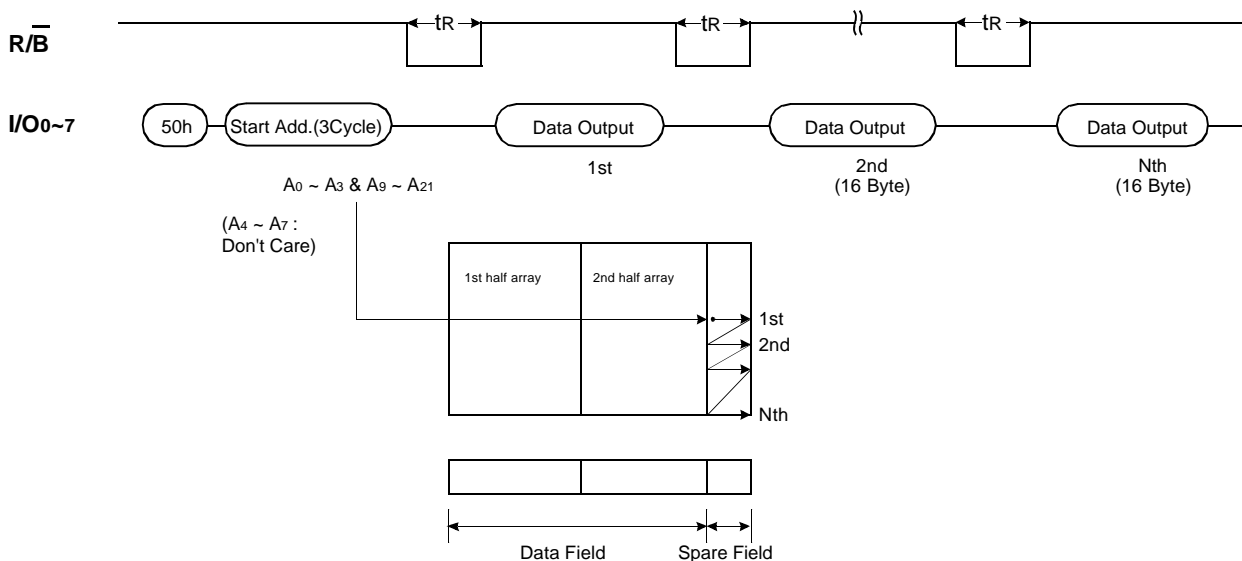 tR tR tR
R/B
I/O0~7 50h Start Add.(3Cycle) Data Output Data Output Data Output
1st 2nd Nth
(16 Byte) (16 Byte)
A0 ~ A3 & A9 ~ A21
(A4 ~ A7 :
Don't Care)
1st half array 2nd half array
1st
2nd
Nth
Data Field Spare Field